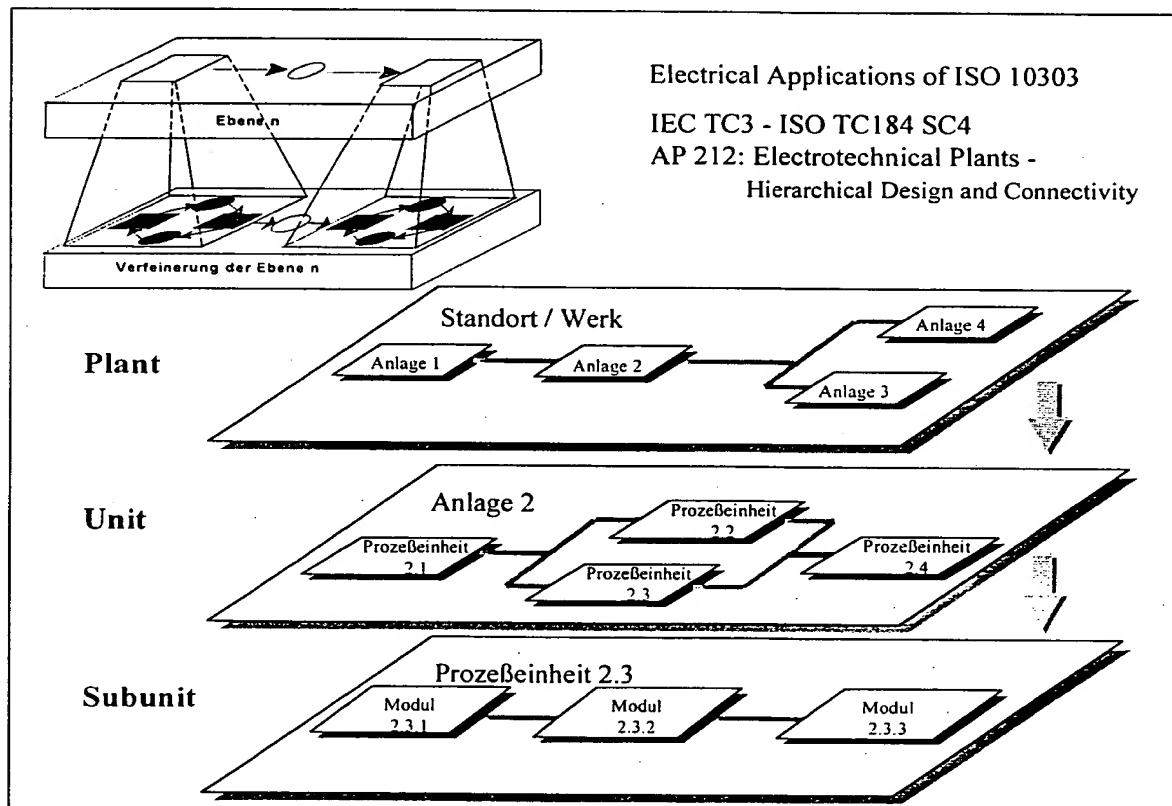 Electrical Applications of ISO 10303
IEC TC3 - ISO TC184 SC4
AP 212: Electrotechnical Plants -
Hierarchical Design and Connectivity
Ebene n
Verfeinerung der Ebene n
Plant
Standort / Werk
Anlage 1
Anlage 2
Anlage 4
Anlage 3
Unit
Anlage 2
Prozeßeinheit
2.1
Prozeßeinheit
2.2
Prozeßeinheit
2.3
Prozeßeinheit
2.4
Subunit
Prozeßeinheit 2.3
Modul
2.3.1
Modul
2.3.2
Modul
2.3.3